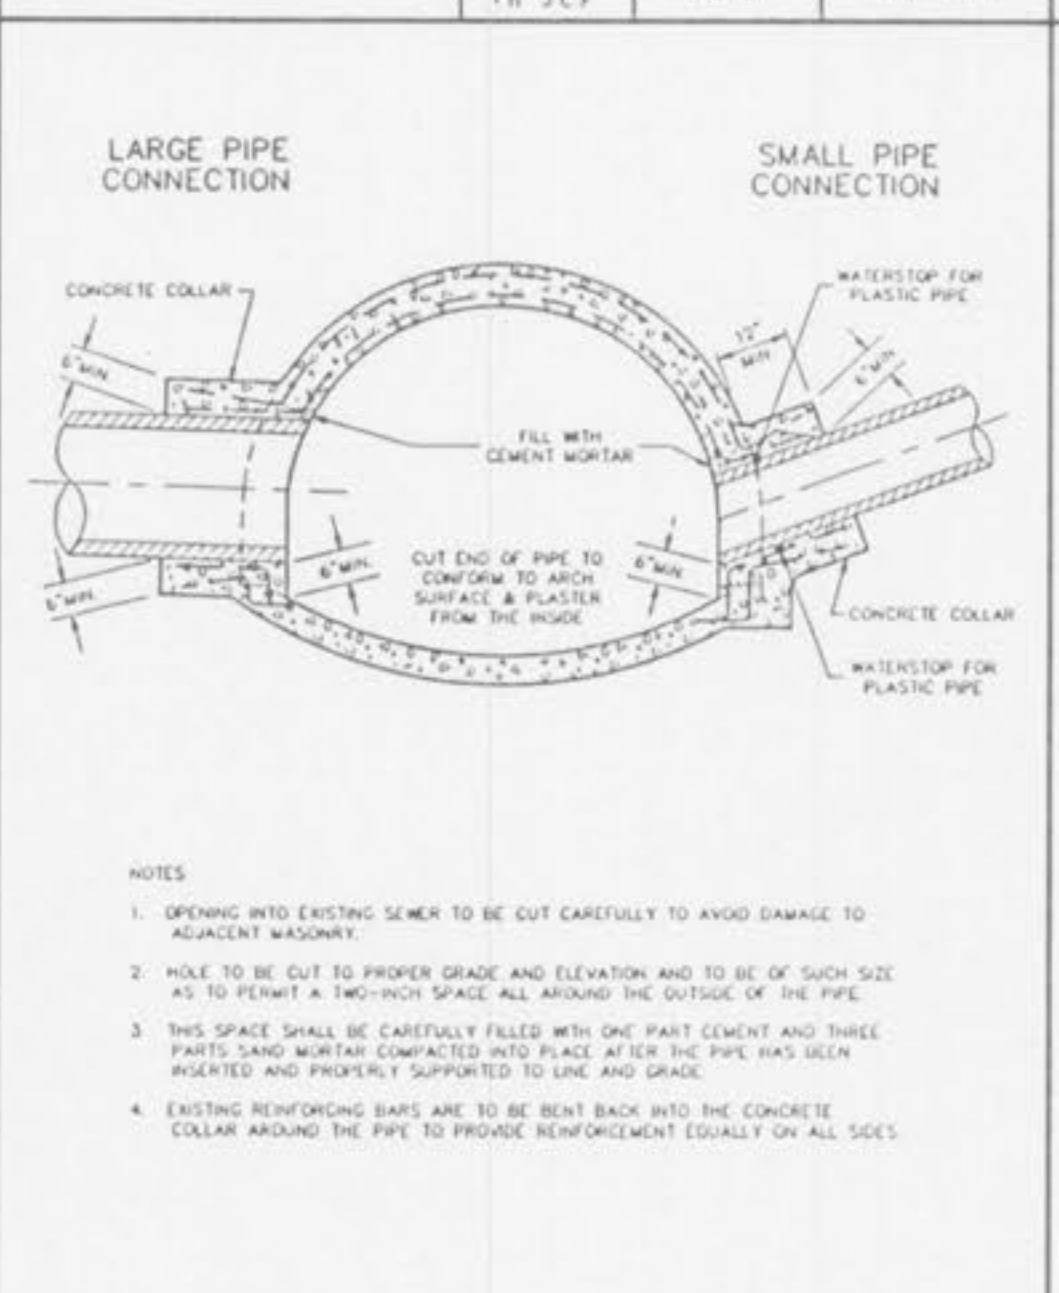 LARGE PIPE
CONNECTION
SMALL PIPE
CONNECTION
CONCRETE COLLAR
WATERSTOP FOR
PLASTIC PIPE
12"
MIN
6"MIN.
6"MIN.
FILL WITH
CEMENT MORTAR
6"MIN.
6"MIN.
CUT END OF PIPE TO
CONFORM TO ARCH
SURFACE & PLASTER
FROM THE INSIDE
6"MIN.
CONCRETE COLLAR
WATERSTOP FOR
PLASTIC PIPE
NOTES
1. OPENING INTO EXISTING SEWER TO BE CUT CAREFULLY TO AVOID DAMAGE TO
ADJACENT MASONRY.
2 HOLE TO BE CUT TO PROPER GRADE AND ELEVATION AND TO BE OF SUCH SIZE
AS TO PERMIT A TWO-INCH SPACE ALL AROUND THE OUTSIDE OF THE PIPE
3 THIS SPACE SHALL BE CAREFULLY FILLED WITH ONE PART CEMENT AND THREE
PARTS SAND MORTAR COMPACTED INTO PLACE AFTER THE PIPE HAS BEEN
INSERTED AND PROPERLY SUPPORTED TO LINE AND GRADE
4. EXISTING REINFORCING BARS ARE TO BE BENT BACK INTO THE CONCRETE
COLLAR AROUND THE PIPE TO PROVIDE REINFORCEMENT EQUALLY ON ALL SIDES